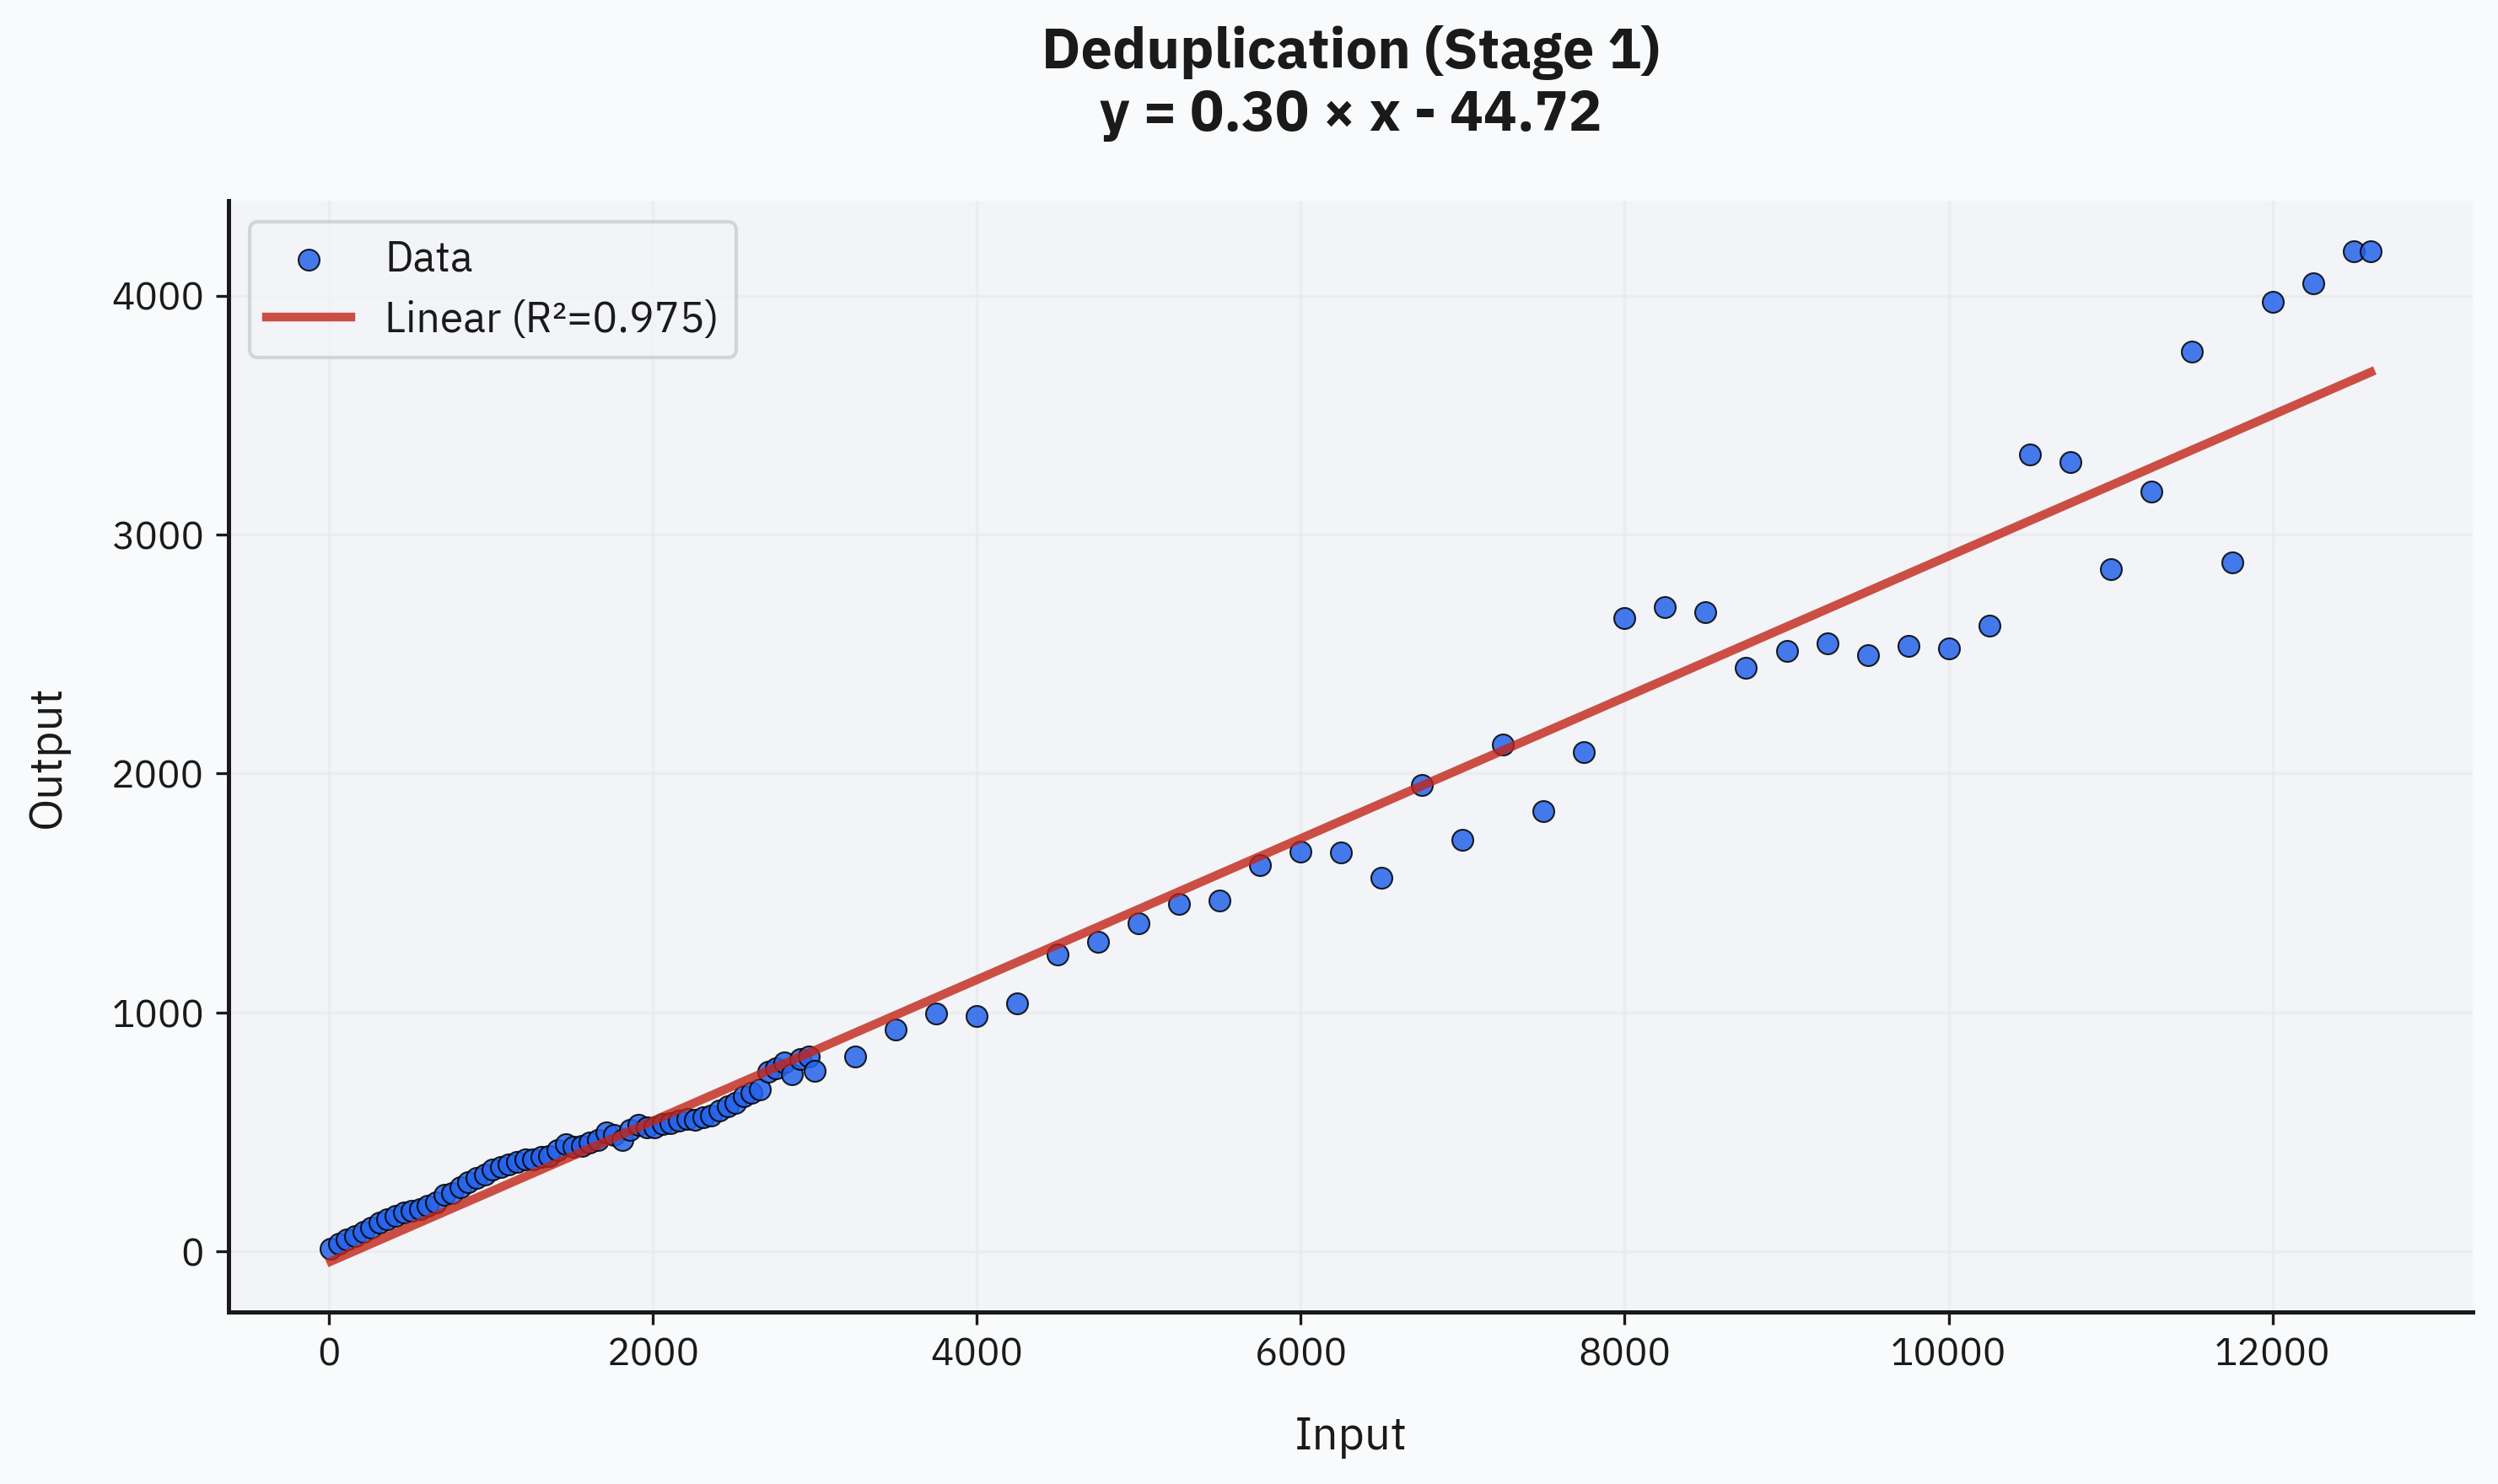 Deduplication (Stage 1)
y = 0.30 × x - 44.72
Data
Linear (R²=0.975)
4000
3000
2000
1000
0
Output
0 2000 4000 6000 8000 10000 12000
Input